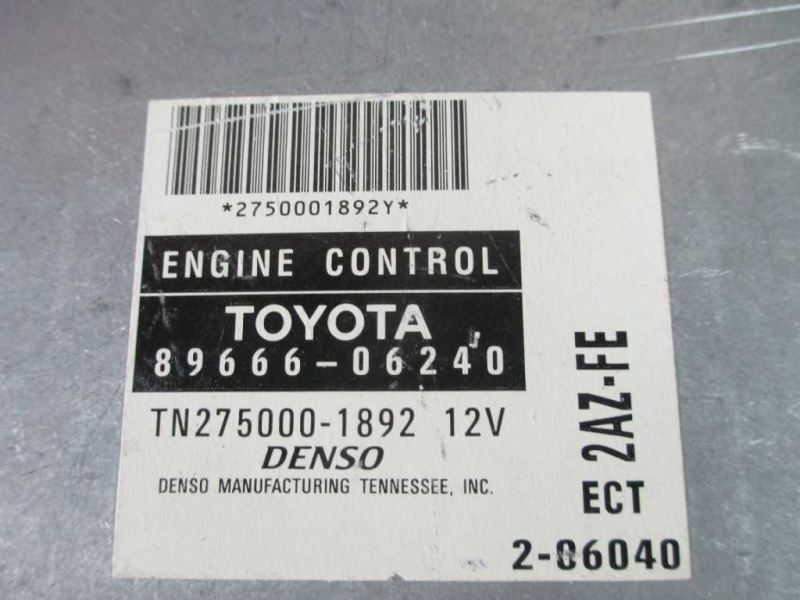 *2750001892Y*
ENGINE CONTROL
TOYOTA
89666-06240
TN275000-1892 12V
DENSO
DENSO MANUFACTURING TENNESSEE, INC.
2AZ-FE
ECT
2-06040